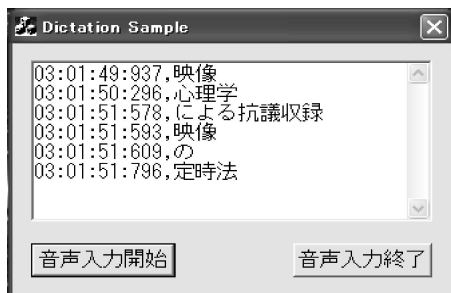 Dictation Sample
03:01:49:937,映像
03:01:50:296,心理学
03:01:51:578,による抗議収録
03:01:51:593,映像
03:01:51:609,の
03:01:51:796,定時法
音声入力開始
音声入力終了